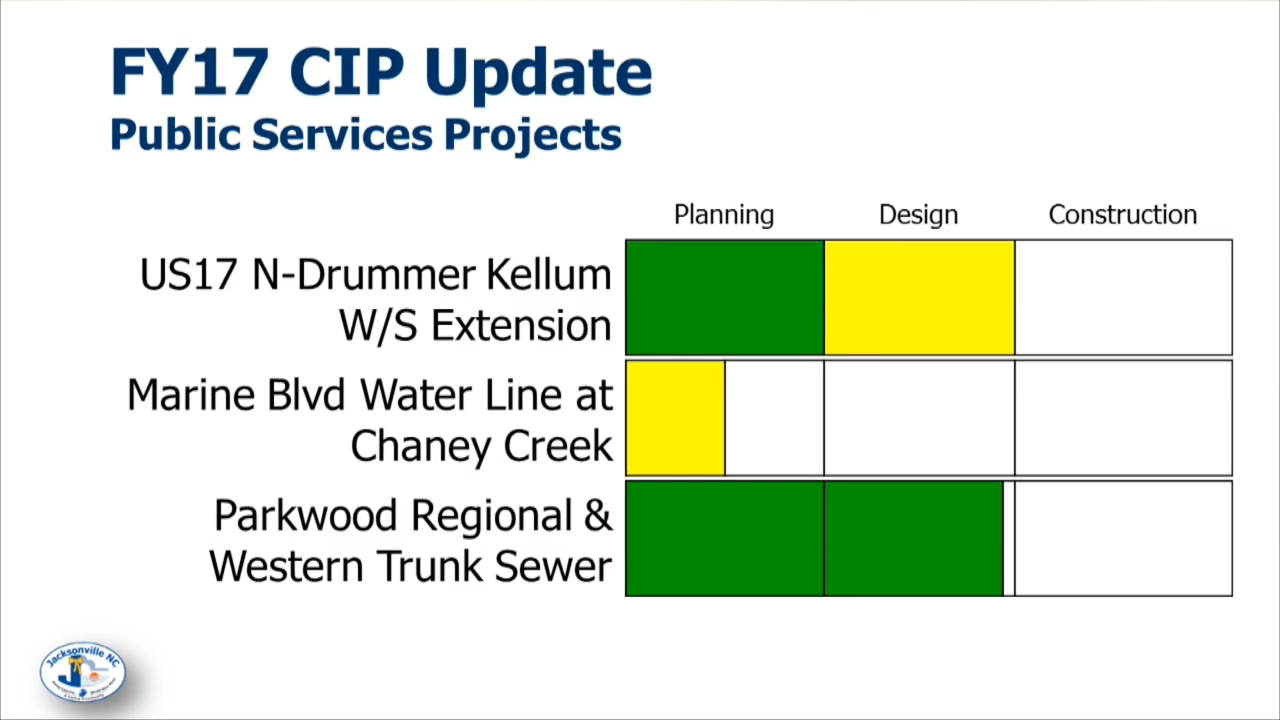 FY17 CIP Update
Public Services Projects
Planning Design Construction
US17 N-Drummer Kellum
W/S Extension
Marine Blvd Water Line at
Chaney Creek
Parkwood Regional &
Western Trunk Sewer
Jacksonville NC